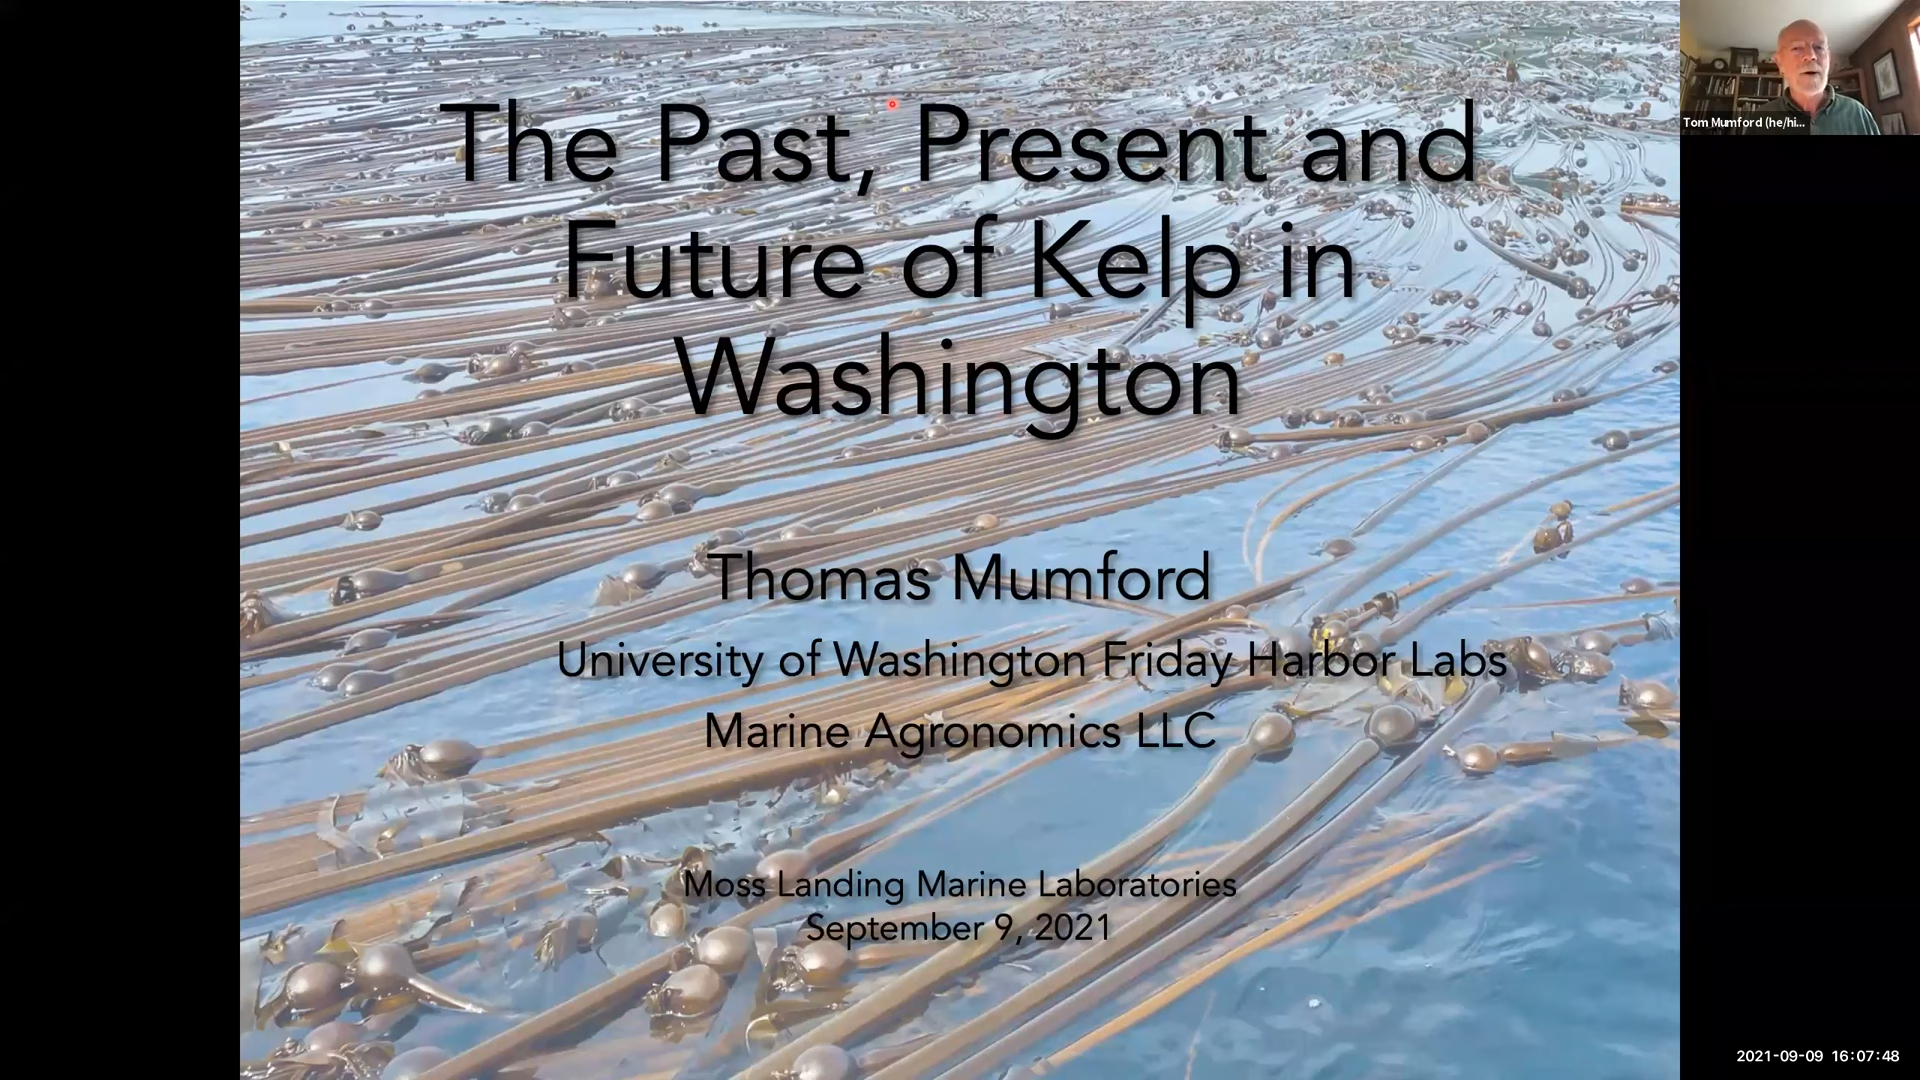 The Past, Present and
Future of Kelp in
Washington
Thomas Mumford
University of Washington Friday Harbor Labs
Marine Agronomics LLC
Moss Landing Marine Laboratories
September 9, 2021
Tom Mumford (he/hi...
2021-09-09 16:07:48